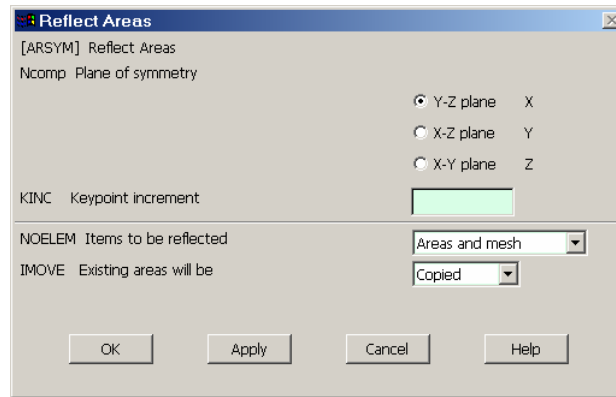 Reflect Areas
[ARSYM] Reflect Areas
Ncomp Plane of symmetry
Y-Z plane X
X-Z plane Y
X-Y plane Z
KINC Keypoint increment
NOELEM Items to be reflected Areas and mesh
IMOVE Existing areas will be Copied
OK Apply Cancel Help